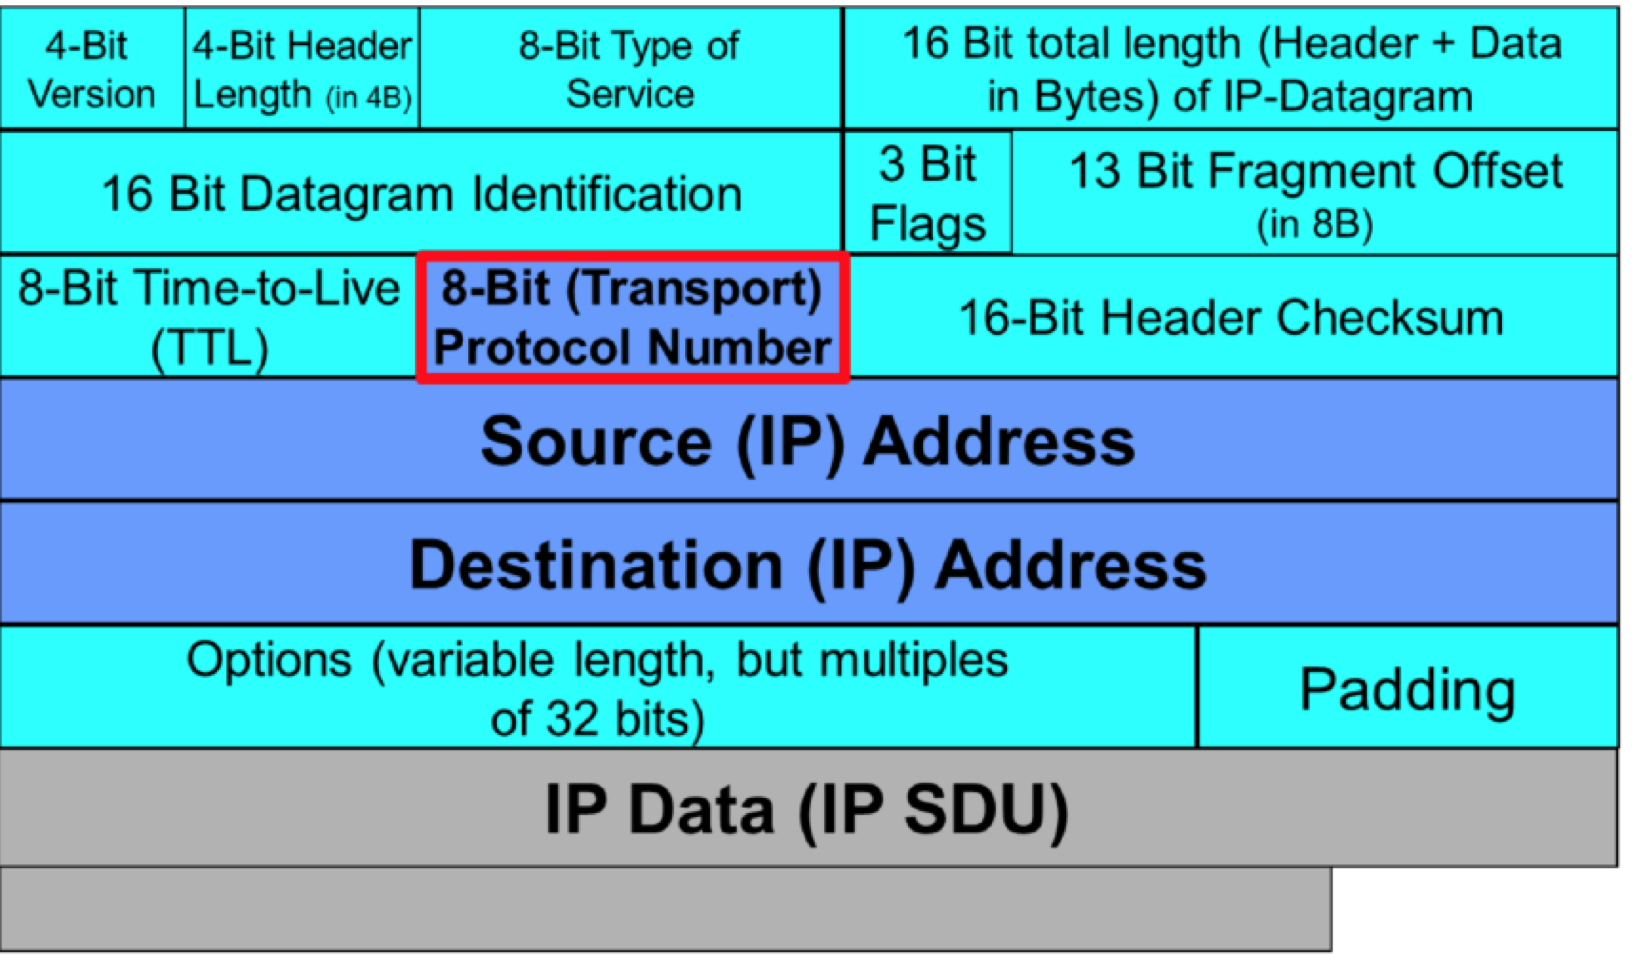 4-Bit
Version
4-Bit Header
Length (in 4B)
8-Bit Type of
Service
16 Bit total length (Header + Data
in Bytes) of IP-Datagram
16 Bit Datagram Identification
3 Bit
Flags
13 Bit Fragment Offset
(in 8B)
8-Bit Time-to-Live
(TTL)
8-Bit (Transport)
Protocol Number
16-Bit Header Checksum
Source (IP) Address
Destination (IP) Address
Options (variable length, but multiples
of 32 bits)
Padding
IP Data (IP SDU)